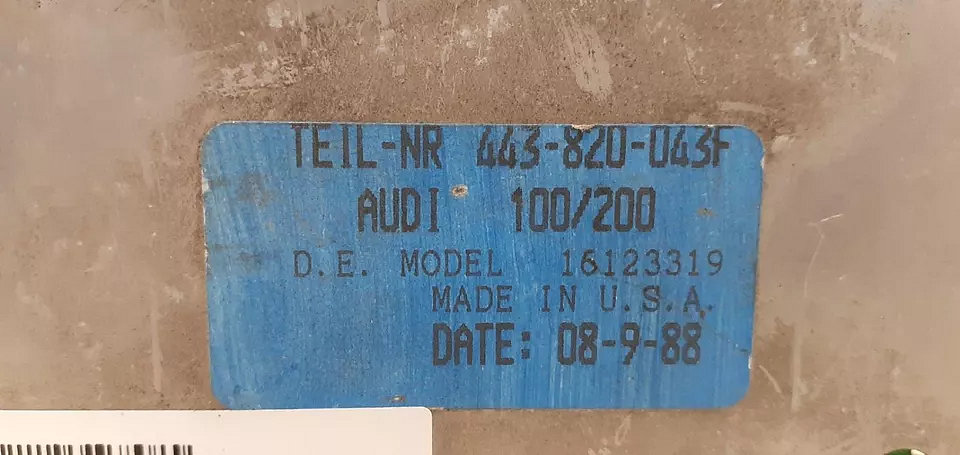 TEIL-NR 443-820-043F
AUDI 100/200
D.E. MODEL 16123319
MADE IN U.S.A.
DATE: 08-9-88